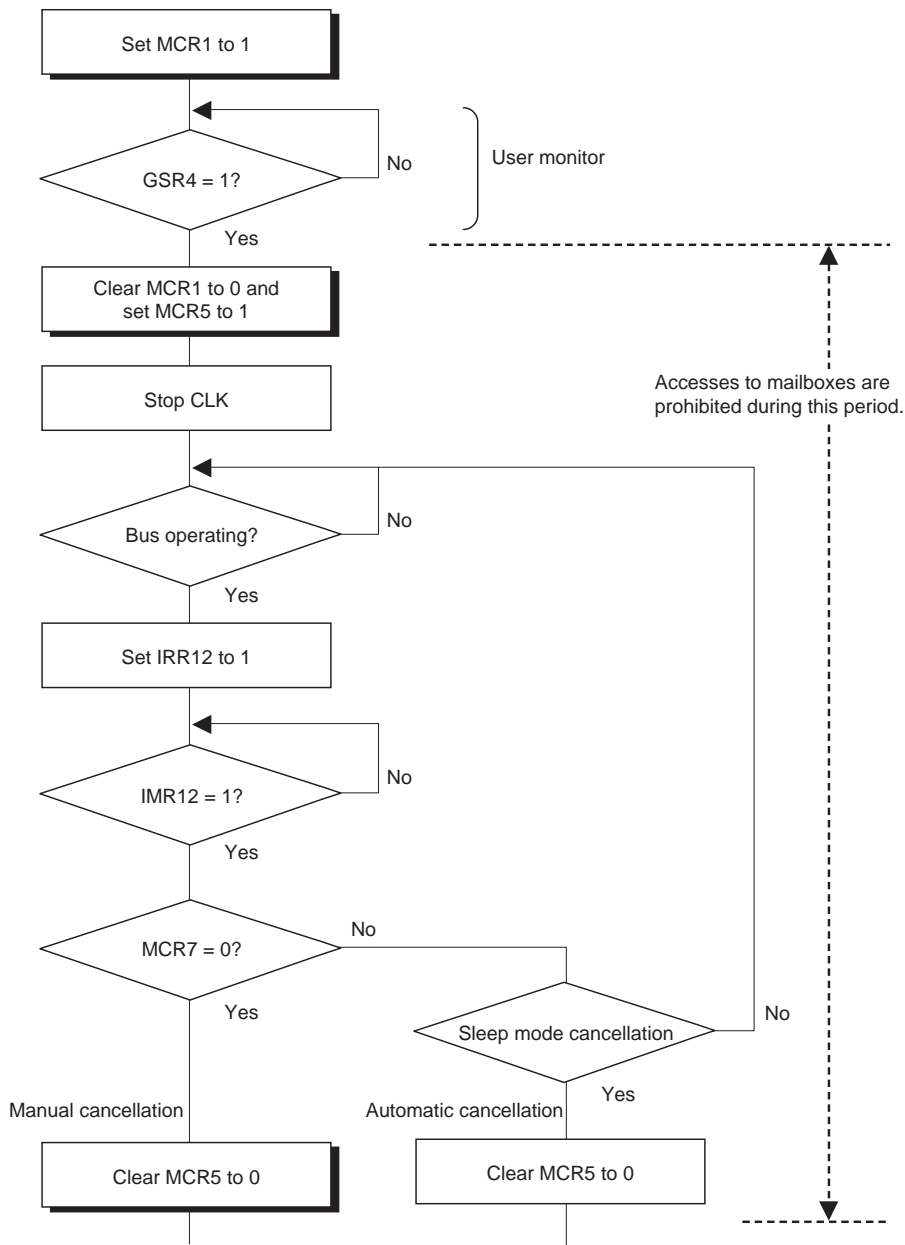 Set MCR1 to 1
GSR4 = 1?
No
User monitor
Yes
Clear MCR1 to 0 and
set MCR5 to 1
Accesses to mailboxes are
prohibited during this period.
Stop CLK
Bus operating?
No
Yes
Set IRR12 to 1
IMR12 = 1?
No
Yes
MCR7 = 0?
No
Yes
Sleep mode cancellation
No
Yes
Manual cancellation
Automatic cancellation
Clear MCR5 to 0
Clear MCR5 to 0